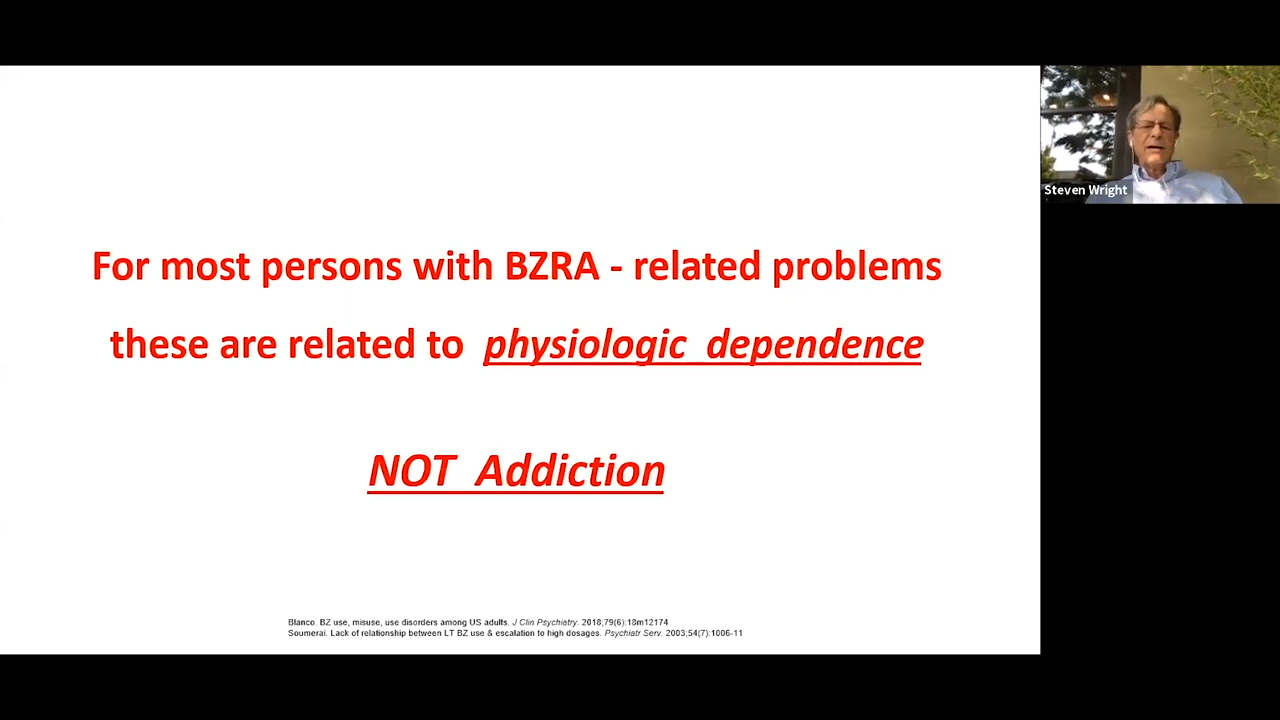 For most persons with BZRA - related problems
these are related to physiologic dependence
NOT Addiction
Blanco. BZ use, misuse, use disorders among US adults. J Clin Psychiatry. 2018;79(6):18m12174
Soumerai. Lack of relationship between LT BZ use & escalation to high dosages. Psychiatr Serv. 2003;54(7):1006-11
Steven Wright